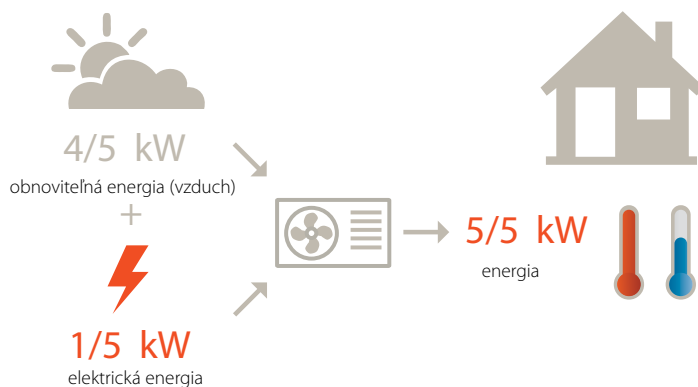 4/5 kW
obnoviteľná energia (vzduch)
+
1/5 kW
elektrická energia
5/5 kW
energia